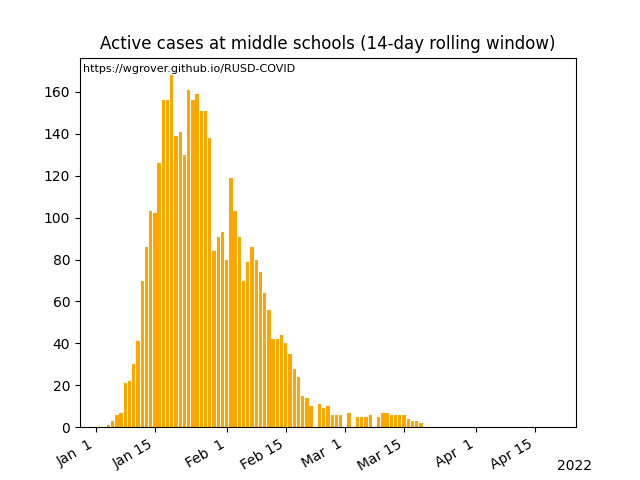 Active cases at middle schools (14-day rolling window)
https://wgrover.github.io/RUSD-COVID
160
140
120
100
80
60
40
20
0
Jan 1
Jan 15
Feb 1
Feb 15
Mar 1
Mar 15
Apr 1
Apr 15
2022